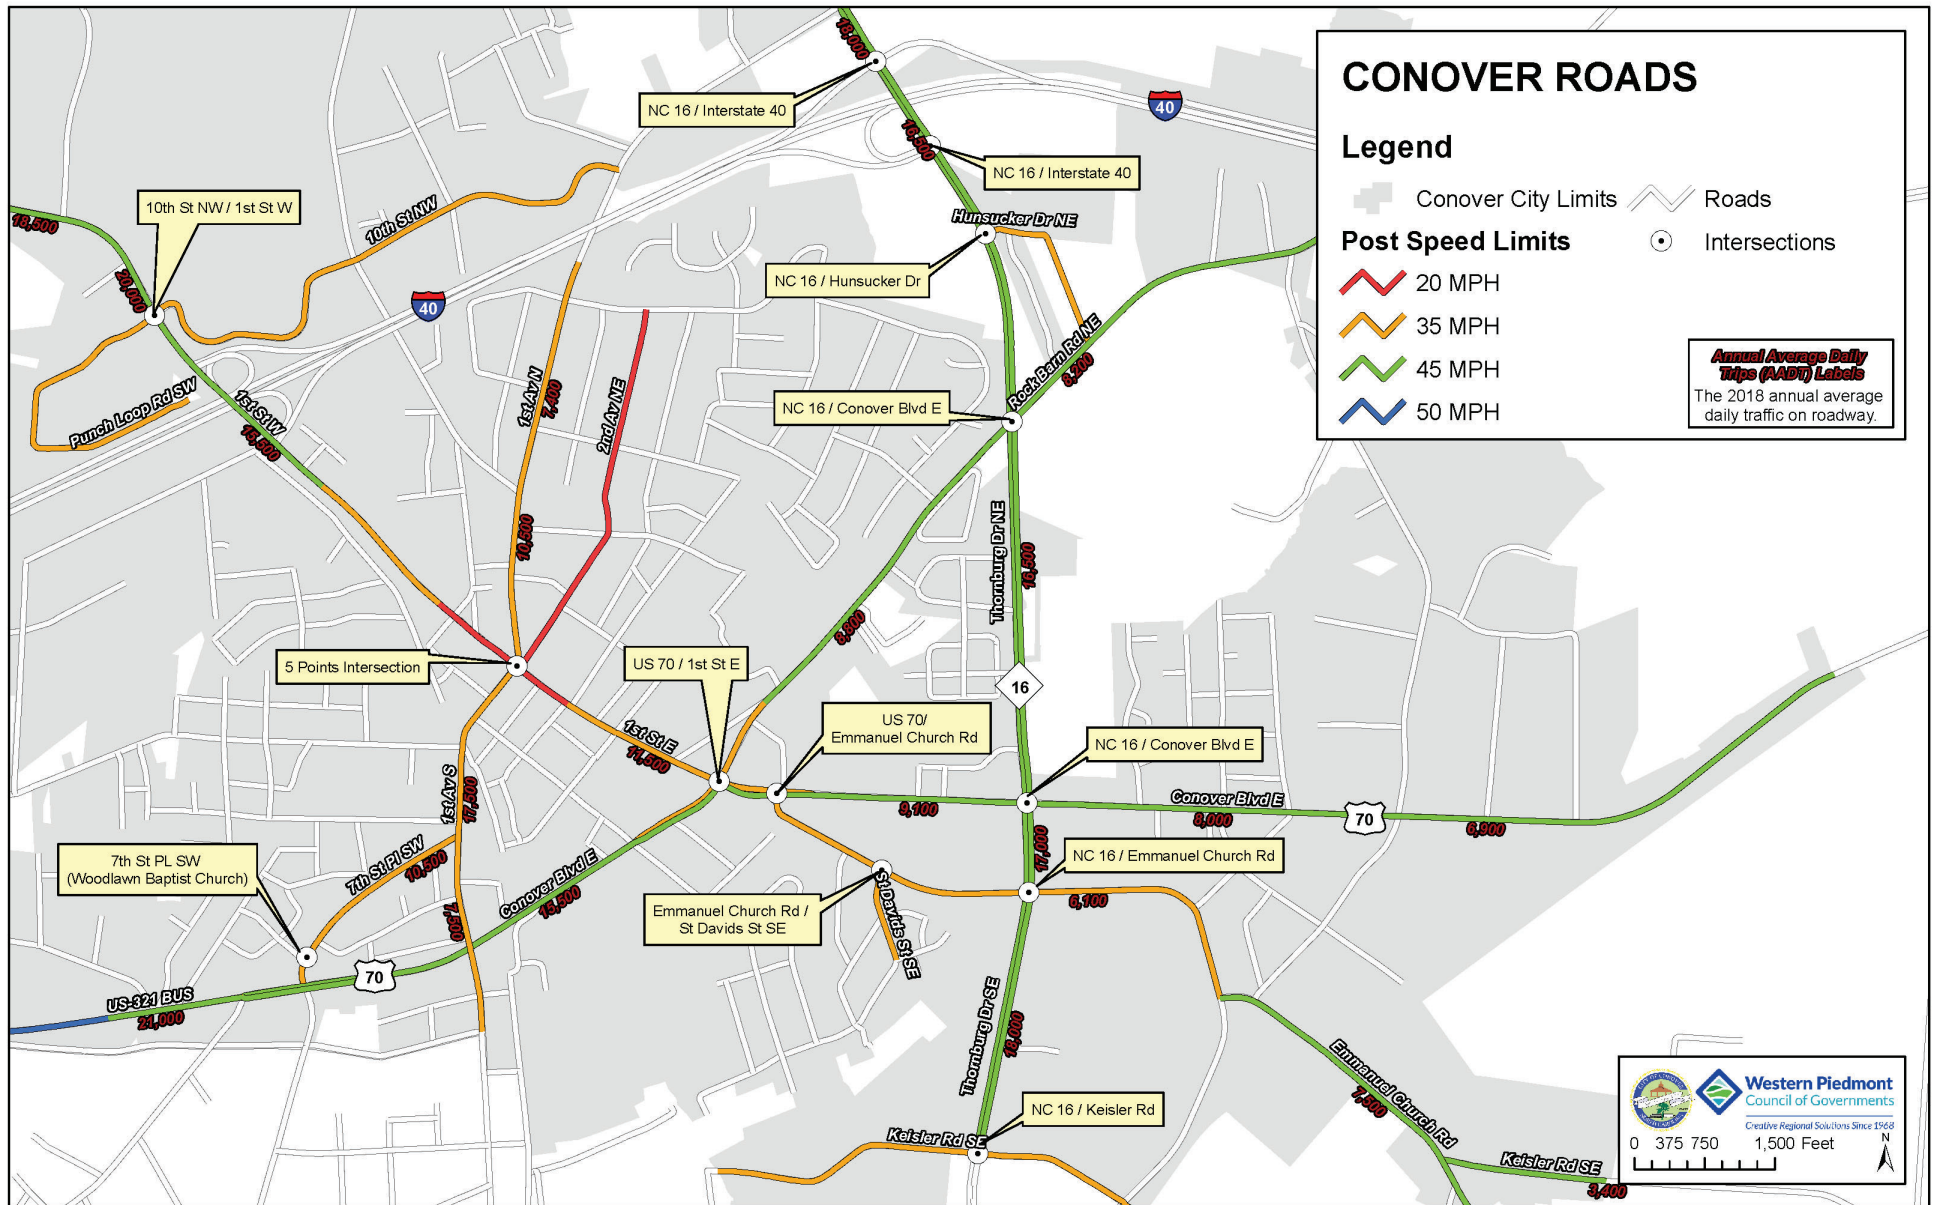 CONOVER ROADS
Legend
Conover City Limits
Roads
Post Speed Limits
Intersections
20 MPH
35 MPH
45 MPH
50 MPH
Annual Average Daily
Trips (AADT) Labels
The 2018 annual average
daily traffic on roadway.
18,000
NC 16 / Interstate 40
40
16,500
NC 16 / Interstate 40
10th St NW / 1st St W
18,500
10th St NW
Hunsucker Dr NE
20,000
NC 16 / Hunsucker Dr
40
Rock Barn Rd NE
8,200
1st Av N
7,400
2nd Av NE
NC 16 / Conover Blvd E
Punch Loop Rd SW
1st St W
15,500
10,500
Thornburg Dr NE
16,500
8,800
5 Points Intersection
US 70 / 1st St E
16
US 70/
Emmanuel Church Rd
1st St E
11,500
NC 16 / Conover Blvd E
1st Av S
17,500
9,100
Conover Blvd E
8,000
70
6,900
7th St PL SW
(Woodlawn Baptist Church)
7th St Pl SW
10,500
17,000
NC 16 / Emmanuel Church Rd
Conover Blvd E
15,500
7,500
Emmanuel Church Rd /
St Davids St SE
St Davids St SE
6,100
70
US-321 BUS
21,000
Thornburg Dr SE
18,000
Emmanuel Church Rd
7,500
NC 16 / Keisler Rd
Keisler Rd SE
Keisler Rd SE
3,400
Western Piedmont
Council of Governments
Creative Regional Solutions Since 1968
0 375 750 1,500 Feet
N